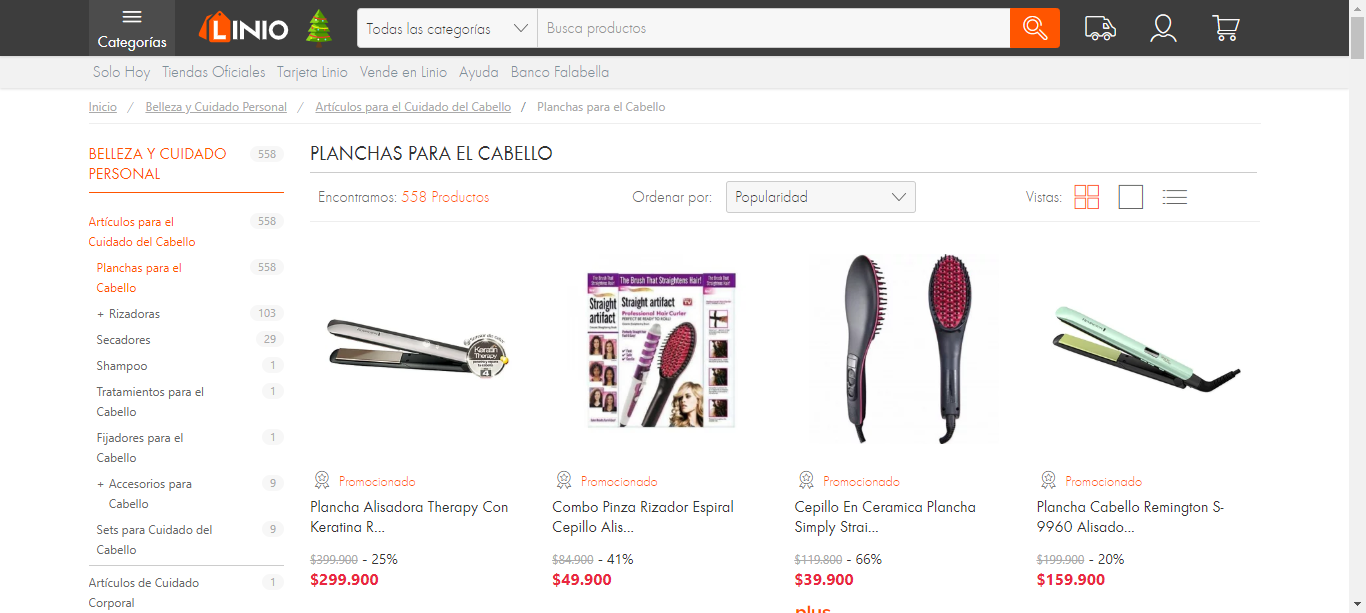 Categorías
LINIO
Todas las categorías
Busca productos
Solo Hoy Tiendas Oficiales Tarjeta Linio Vende en Linio Ayuda Banco Falabella
Inicio / Belleza y Cuidado Personal / Artículos para el Cuidado del Cabello / Planchas para el Cabello
BELLEZA Y CUIDADO 558
PERSONAL
Artículos para el 558
Cuidado del Cabello
Planchas para el 558
Cabello
+ Rizadoras 103
Secadores 29
Shampoo 1
Tratamientos para el 1
Cabello
Fijadores para el 1
Cabello
+ Accesorios para 9
Cabello
Sets para Cuidado del 9
Cabello
Artículos de Cuidado 1
Corporal
PLANCHAS PARA EL CABELLO
Encontramos: 558 Productos
Ordenar por: Popularidad
Vistas:
Keratin
Therapy
4
Promocionado
Plancha Alisadora Therapy Con
Keratina R...
$399.900 - 25%
$299.900
The Brush That Straightens Hair!
Straight artifact
Professional Hair Curler
Straight
artifact
Promocionado
Combo Pinza Rizador Espiral
Cepillo Alis...
$84.900 - 41%
$49.900
Promocionado
Cepillo En Ceramica Plancha
Simply Strai...
$119.800 - 66%
$39.900
plus
Promocionado
Plancha Cabello Remington S-
9960 Alisado...
$199.900 - 20%
$159.900